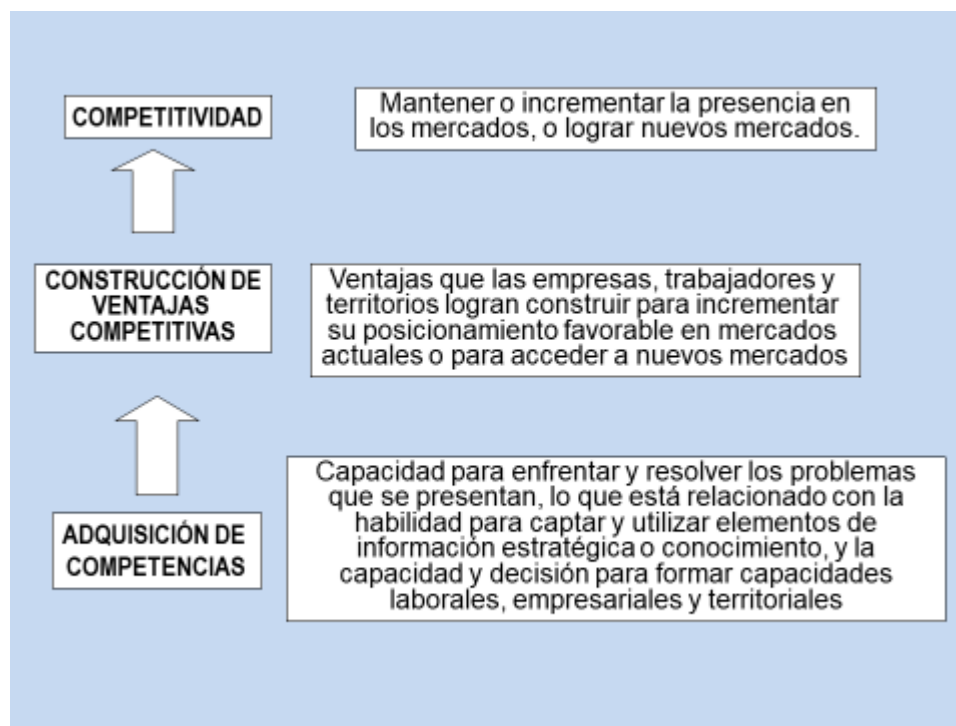 COMPETITIVIDAD
Mantener o incrementar la presencia en
los mercados, o lograr nuevos mercados.
CONSTRUCCIÓN DE
VENTAJAS
COMPETITIVAS
Ventajas que las empresas, trabajadores y
territorios logran construir para incrementar
su posicionamiento favorable en mercados
actuales o para acceder a nuevos mercados
ADQUISICIÓN DE
COMPETENCIAS
Capacidad para enfrentar y resolver los problemas
que se presentan, lo que está relacionado con la
habilidad para captar y utilizar elementos de
información estratégica o conocimiento, y la
capacidad y decisión para formar capacidades
laborales, empresariales y territoriales